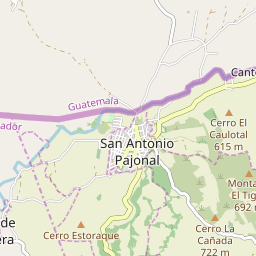 Guatemala
Cant
ador
Cerro El
Caulotal
615 m
San Antonio
Pajonal
Monta
El Tig
692 m
de
era
Cerro La
Cañada
722 m
Cerro Estoraque